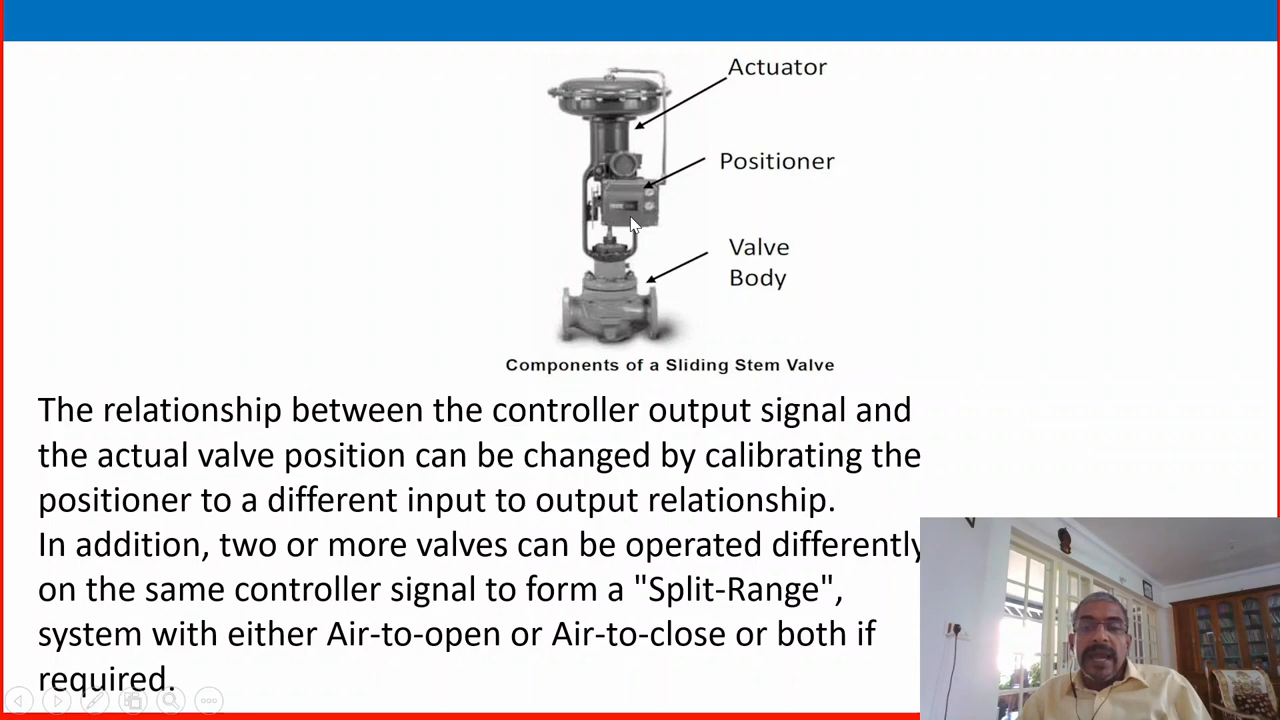 Actuator
Positioner
Valve
Body
Components of a Sliding Stem Valve
The relationship between the controller output signal and
the actual valve position can be changed by calibrating the
positioner to a different input to output relationship.
In addition, two or more valves can be operated differently
on the same controller signal to form a "Split-Range",
system with either Air-to-open or Air-to-close or both if
required.